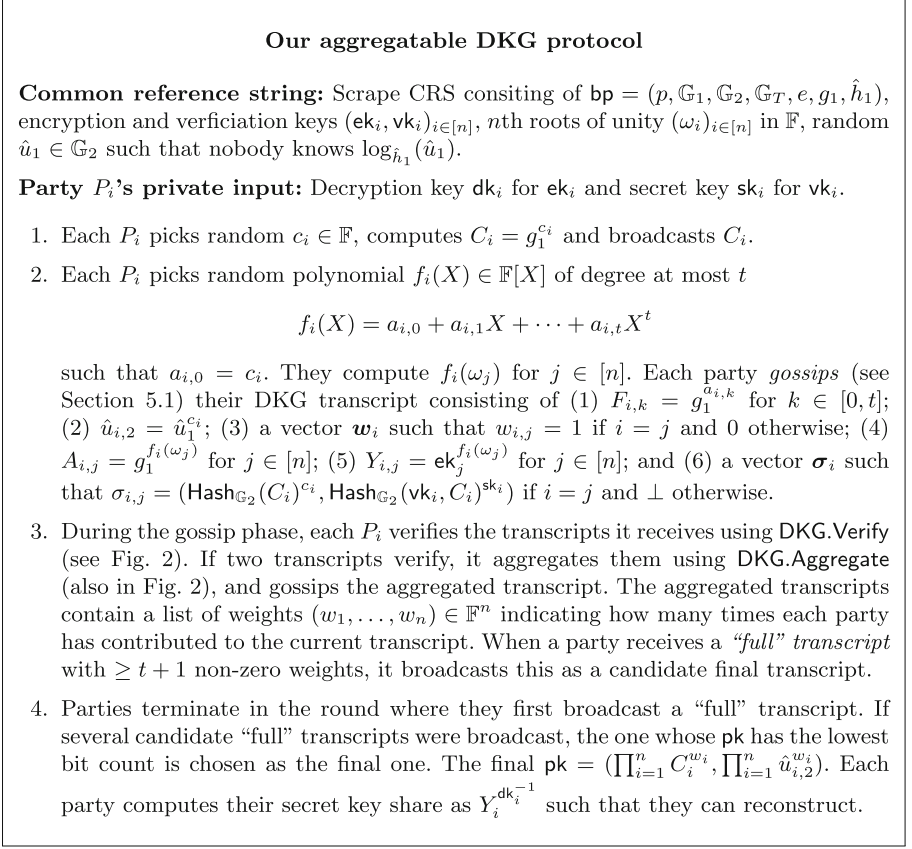 Our aggregatable DKG protocol
Common reference string: Scrape CRS consiting of bp = (p, 𝔾₁, 𝔾₂, 𝔾_T, e, g₁, ĥ₁),
encryption and verficiation keys (ek_i, vk_i)_{i∈[n]}, nth roots of unity (ω_i)_{i∈[n]} in 𝔽, random
û₁ ∈ 𝔾₂ such that nobody knows log_{ĥ₁}(û₁).
Party P_i's private input: Decryption key dk_i for ek_i and secret key sk_i for vk_i.
1. Each P_i picks random c_i ∈ 𝔽, computes C_i = g₁^{c_i} and broadcasts C_i.
2. Each P_i picks random polynomial f_i(X) ∈ 𝔽[X] of degree at most t
f_i(X) = a_{i,0} + a_{i,1}X + ⋯ + a_{i,t}X^t
such that a_{i,0} = c_i. They compute f_i(ω_j) for j ∈ [n]. Each party gossips (see
Section 5.1) their DKG transcript consisting of (1) F_{i,k} = g₁^{a_{i,k}} for k ∈ [0, t];
(2) û_{i,2} = û₁^{c_i}; (3) a vector w_i such that w_{i,j} = 1 if i = j and 0 otherwise; (4)
A_{i,j} = g₁^{f_i(ω_j)} for j ∈ [n]; (5) Y_{i,j} = ek_j^{f_i(ω_j)} for j ∈ [n]; and (6) a vector σ_i such
that σ_{i,j} = (Hash_{𝔾₂}(C_i)^{c_i}, Hash_{𝔾₂}(vk_i, C_i)^{sk_i}) if i = j and ⊥ otherwise.
3. During the gossip phase, each P_i verifies the transcripts it receives using DKG.Verify
(see Fig. 2). If two transcripts verify, it aggregates them using DKG.Aggregate
(also in Fig. 2), and gossips the aggregated transcript. The aggregated transcripts
contain a list of weights (w₁, . . . , w_n) ∈ 𝔽^n indicating how many times each party
has contributed to the current transcript. When a party receives a "full" transcript
with ≥ t + 1 non-zero weights, it broadcasts this as a candidate final transcript.
4. Parties terminate in the round where they first broadcast a "full" transcript. If
several candidate "full" transcripts were broadcast, the one whose pk has the lowest
bit count is chosen as the final one. The final pk = (∏_{i=1}^n C_i^{w_i}, ∏_{i=1}^n û_{i,2}^{w_i}). Each
party computes their secret key share as Y_i^{dk_i^{-1}} such that they can reconstruct.